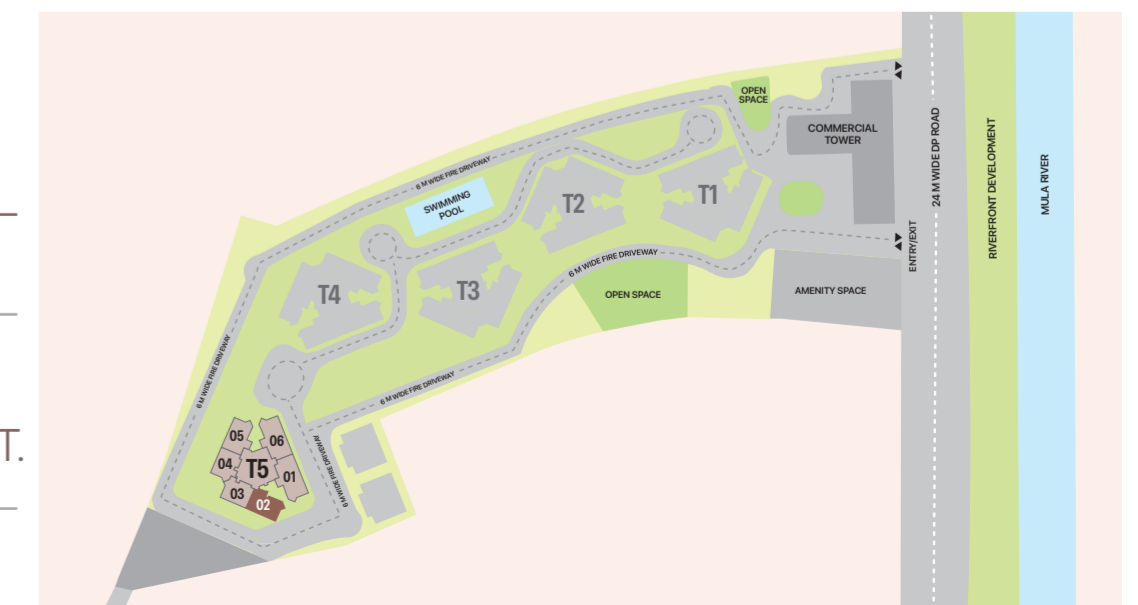 OPEN
SPACE
COMMERCIAL
TOWER
24 M WIDE DP ROAD
RIVERFRONT DEVELOPMENT
MULA RIVER
6 M WIDE FIRE DRIVEWAY
SWIMMING
POOL
T2
T1
ENTRY/EXIT
6 M WIDE FIRE DRIVEWAY
T4
T3
OPEN SPACE
AMENITY SPACE
6 M WIDE FIRE DRIVEWAY
6 M WIDE FIRE DRIVEWAY
T.
05
06
04
T5
01
03
02
6 M WIDE FIRE DRIVEWAY